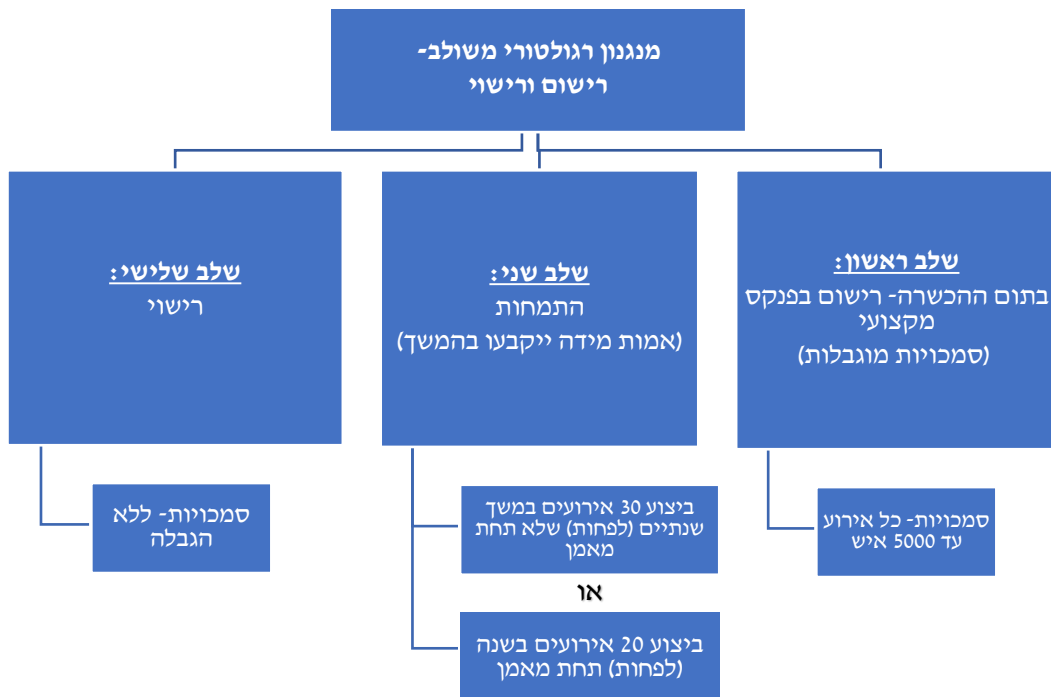 מנגנון רגולטורי משולב-
רישום ורישוי
שלב ראשון:
בתום ההכשרה- רישום בפנקס
מקצועי
(סמכויות מוגבלות)
סמכויות- כל אירוע
עד 5000 איש
שלב שני:
התמחות
(אמות מידה ייקבעו בהמשך)
ביצוע 30 אירועים במשך
שנתיים (לפחות) שלא תחת
מאמן
או
ביצוע 20 אירועים בשנה
(לפחות) תחת מאמן
שלב שלישי:
רישוי
סמכויות- ללא
הגבלה